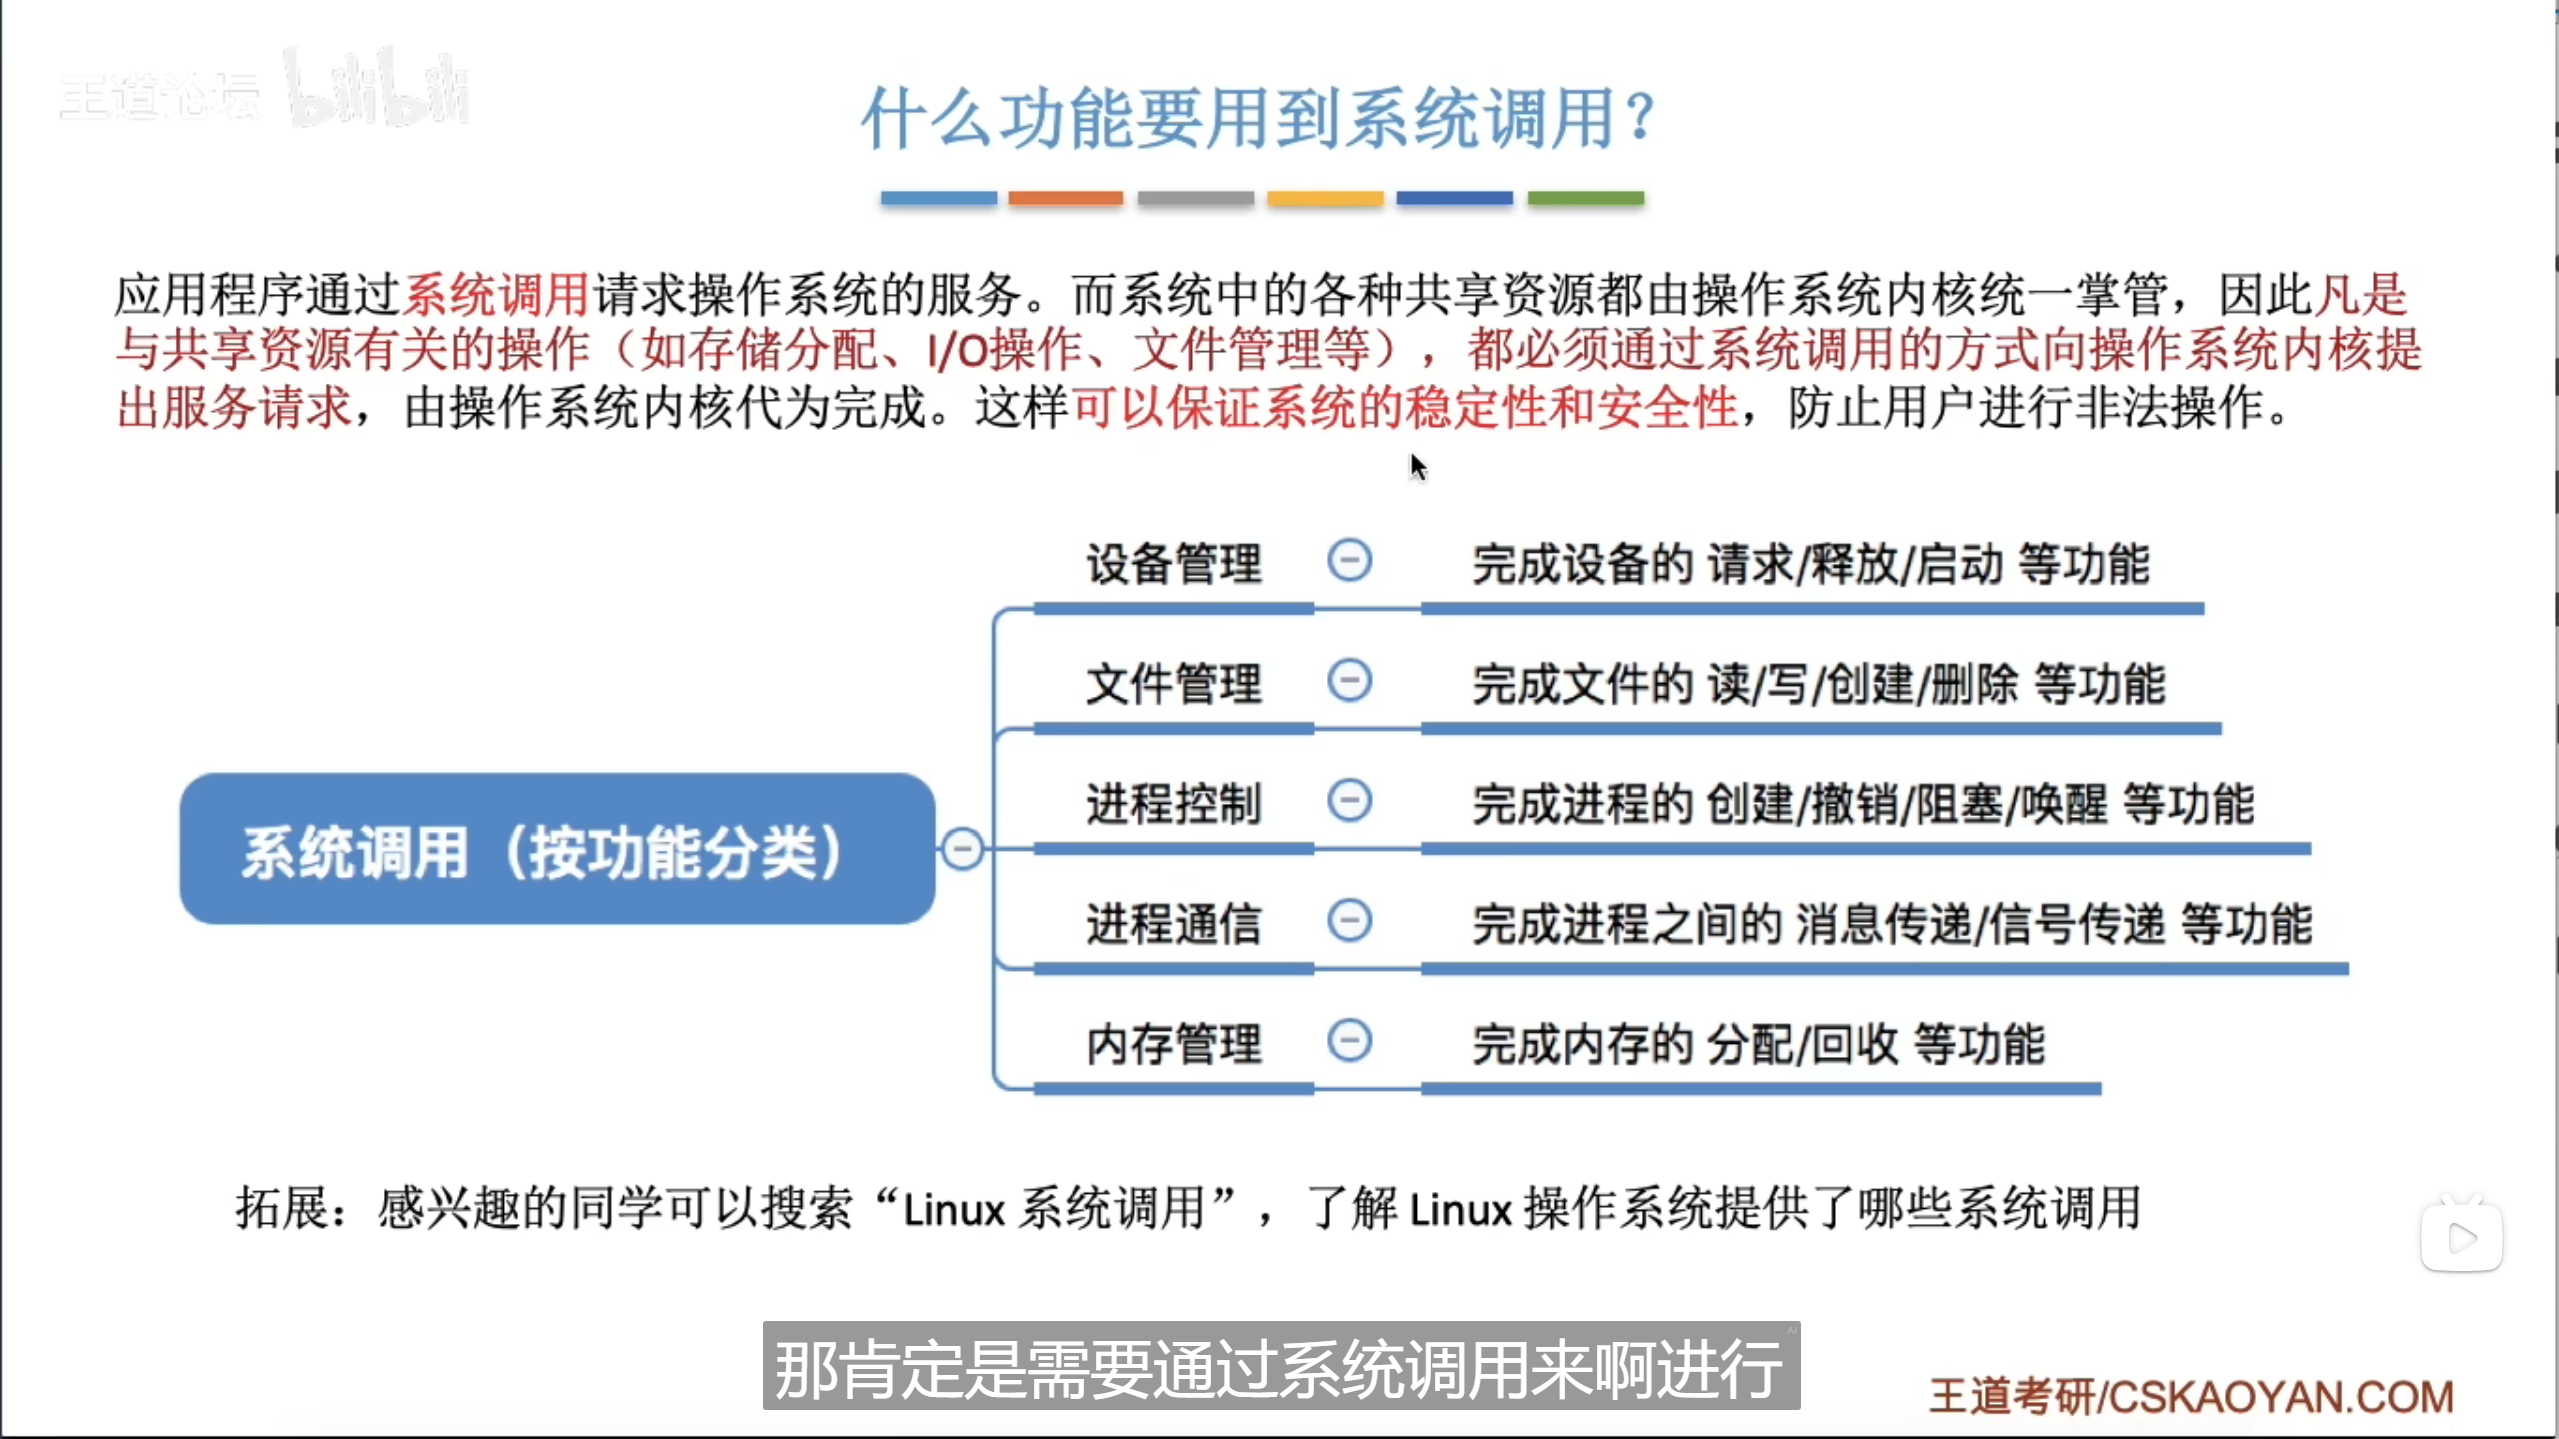 王道论坛 bilibili
什么功能要用到系统调用？
应用程序通过系统调用请求操作系统的服务。而系统中的各种共享资源都由操作系统内核统一掌管，因此凡是
与共享资源有关的操作（如存储分配、I/O操作、文件管理等），都必须通过系统调用的方式向操作系统内核提
出服务请求，由操作系统内核代为完成。这样可以保证系统的稳定性和安全性，防止用户进行非法操作。
设备管理 完成设备的 请求/释放/启动 等功能
文件管理 完成文件的 读/写/创建/删除 等功能
进程控制 完成进程的 创建/撤销/阻塞/唤醒 等功能
系统调用（按功能分类）
进程通信 完成进程之间的 消息传递/信号传递 等功能
内存管理 完成内存的 分配/回收 等功能
拓展：感兴趣的同学可以搜索“Linux 系统调用”，了解 Linux 操作系统提供了哪些系统调用
那肯定是需要通过系统调用来啊进行
AI
王道考研/CSKAOYAN.COM